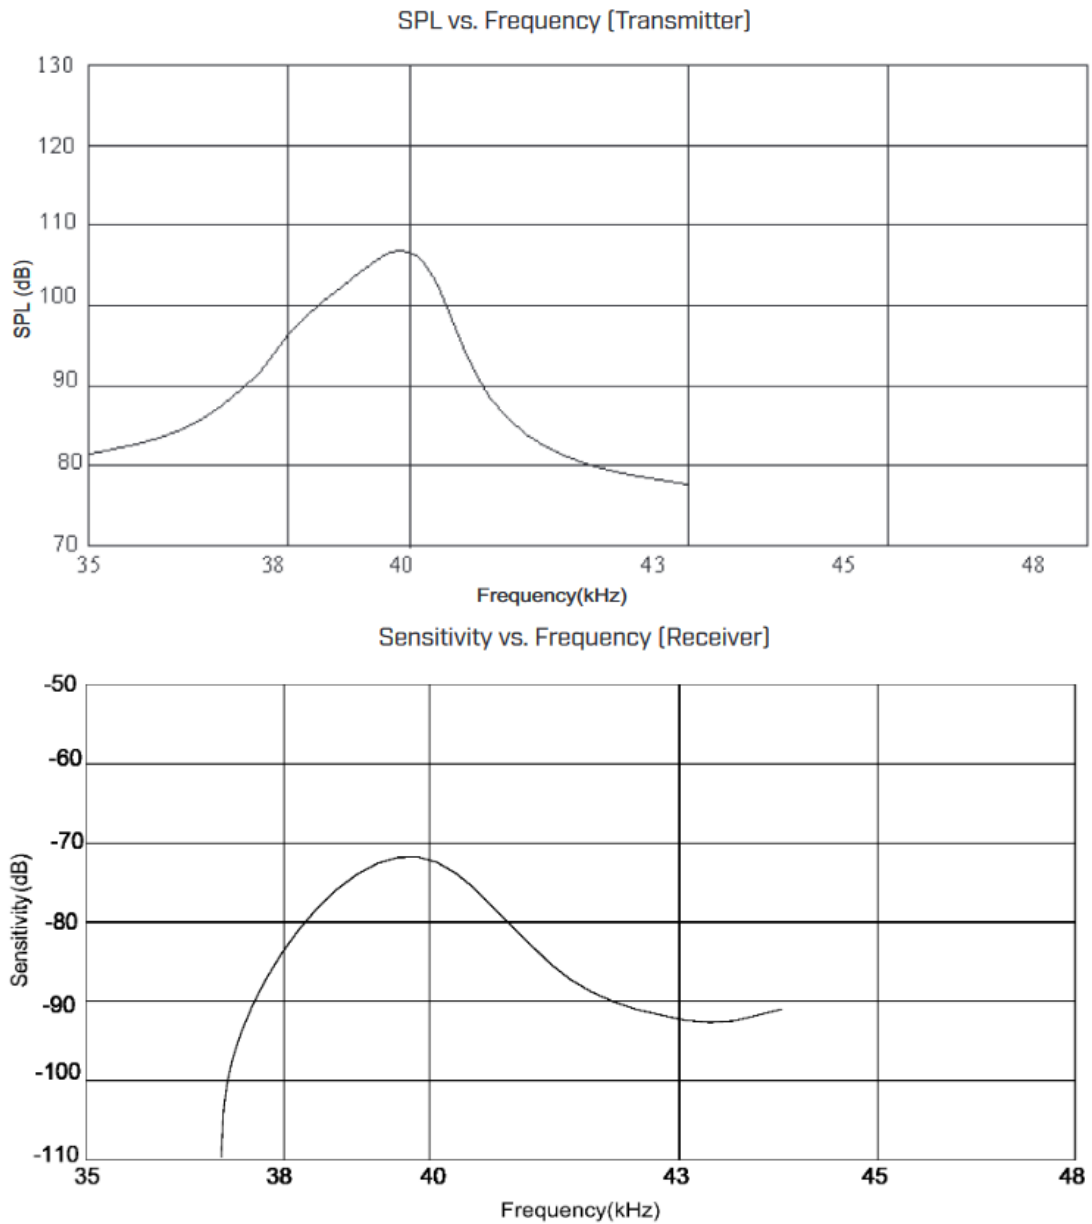 SPL vs. Frequency (Transmitter)
130
120
110
100
90
80
70
SPL (dB)
35 38 40 43 45 48
Frequency(kHz)
Sensitivity vs. Frequency (Receiver)
-50
-60
-70
-80
-90
-100
-110
Sensitivity(dB)
35 38 40 43 45 48
Frequency(kHz)